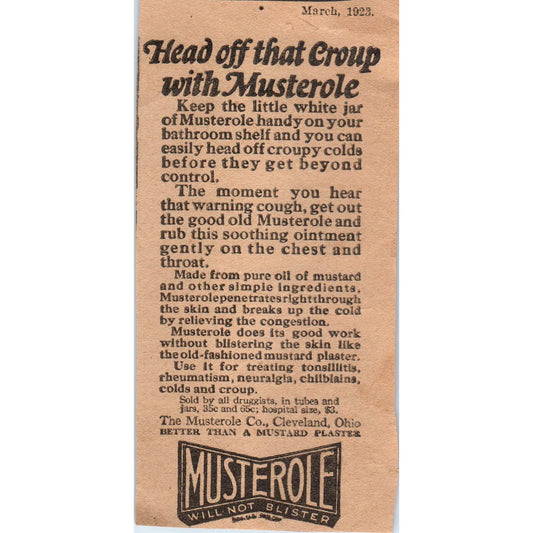 March, 1923.
Head off that Croup
with Musterole
Keep the little white jar
of Musterole handy on your
bathroom shelf and you can
easily head off croupy colds
before they get beyond
control.
The moment you hear
that warning cough, get out
the good old Musterole and
rub this soothing ointment
gently on the chest and
throat.
Made from pure oil of mustard
and other simple ingredients,
Musterole penetrates right through
the skin and breaks up the cold
by relieving the congestion.
Musterole does its good work
without blistering the skin like
the old-fashioned mustard plaster.
Use it for treating tonsilitis,
rheumatism, neuralgia, chilblains,
colds and croup.
Sold by all druggists, in tubes and
jars, 35c and 65c; hospital size, $3.
The Musterole Co., Cleveland, Ohio
BETTER THAN A MUSTARD PLASTER
MUSTEROLE
WILL NOT BLISTER